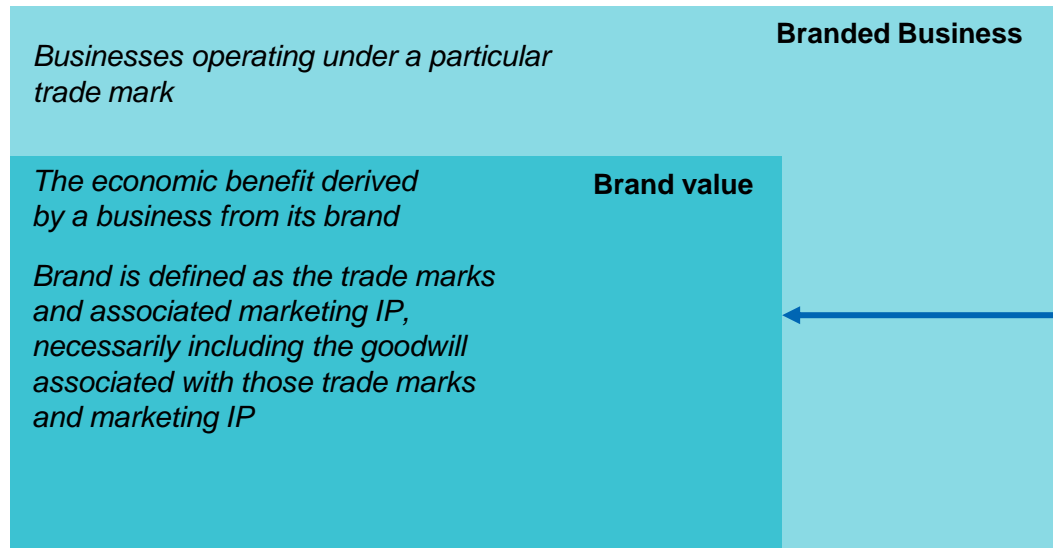 Branded Business
Businesses operating under a particular
trade mark
The economic benefit derived
by a business from its brand
Brand value
Brand is defined as the trade marks
and associated marketing IP,
necessarily including the goodwill
associated with those trade marks
and marketing IP